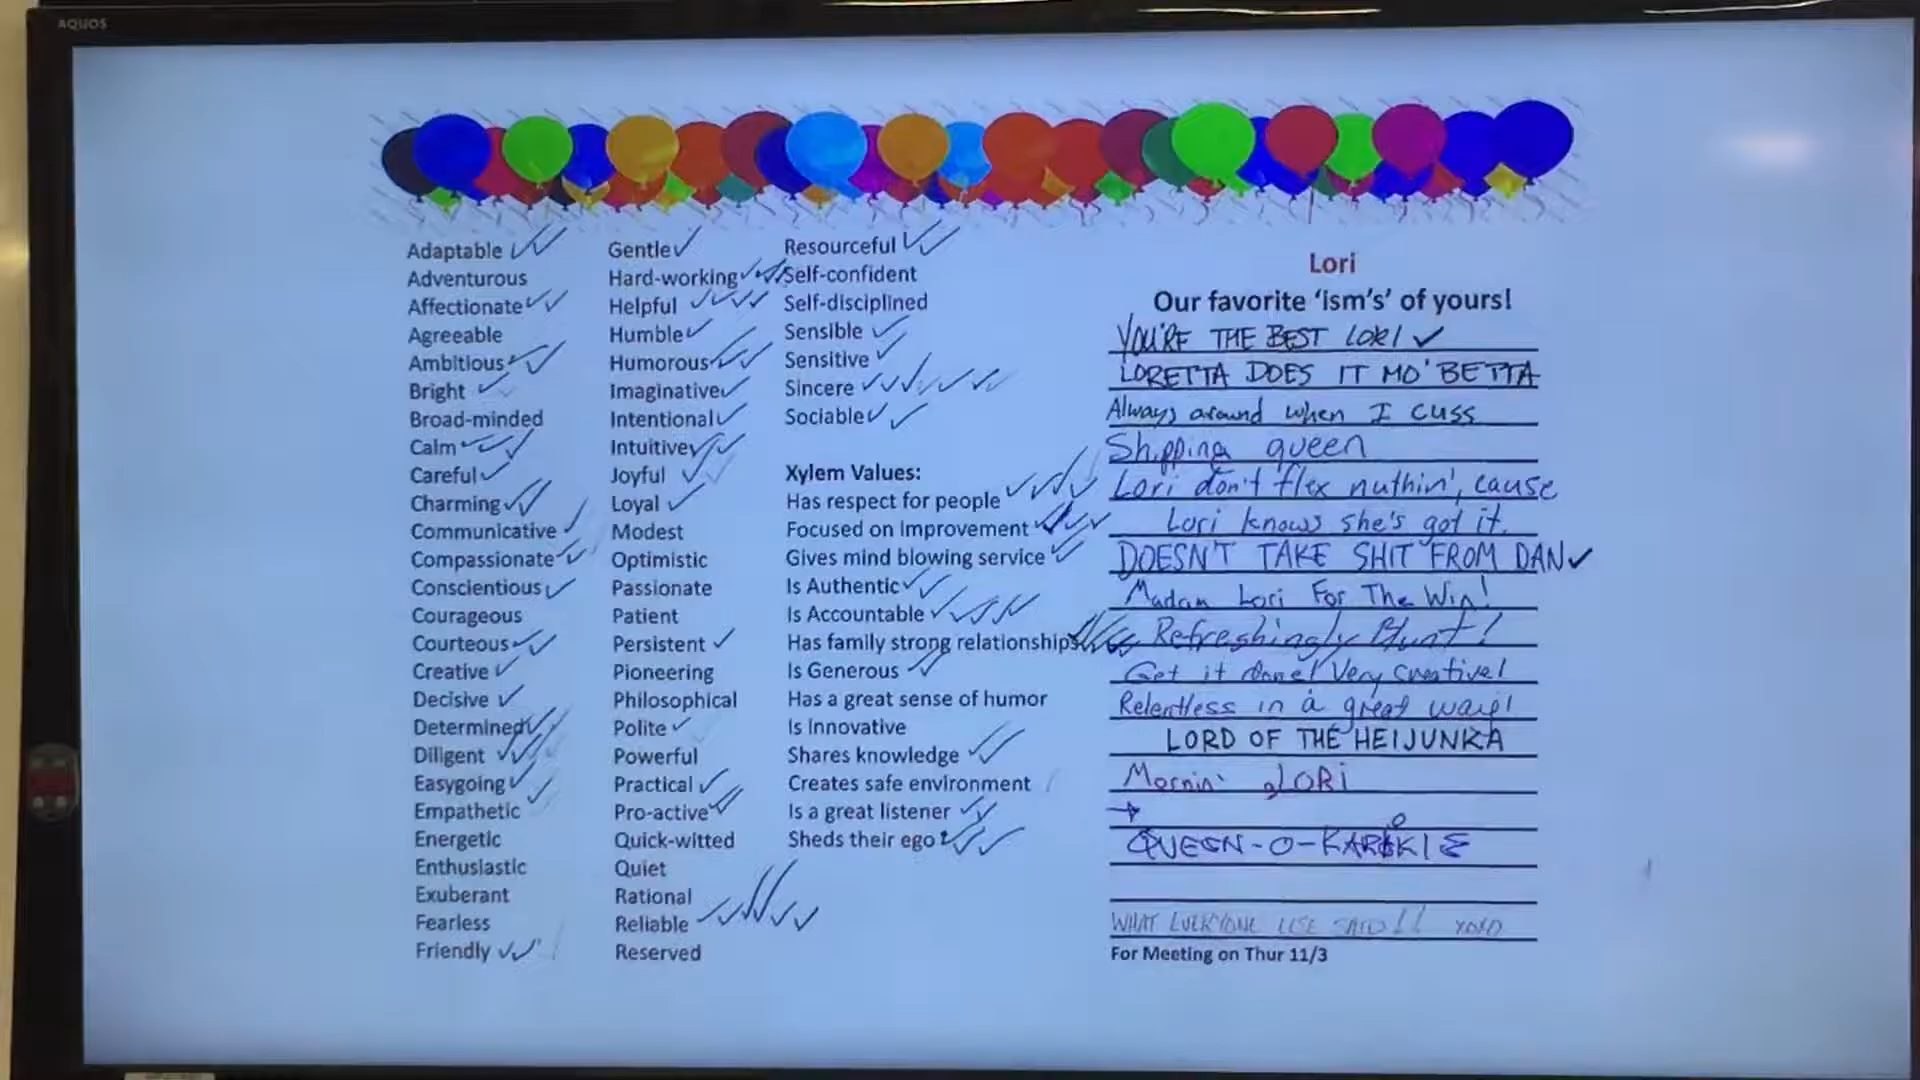 AQUOS
Adaptable
Adventurous
Affectionate
Agreeable
Ambitious
Bright
Broad-minded
Calm
Careful
Charming
Communicative
Compassionate
Conscientious
Courageous
Courteous
Creative
Decisive
Determined
Diligent
Easygoing
Empathetic
Energetic
Enthusiastic
Exuberant
Fearless
Friendly
Gentle
Hard-working
Helpful
Humble
Humorous
Imaginative
Intentional
Intuitive
Joyful
Loyal
Modest
Optimistic
Passionate
Patient
Persistent
Pioneering
Philosophical
Polite
Powerful
Practical
Pro-active
Quick-witted
Quiet
Rational
Reliable
Reserved
Resourceful
Self-confident
Self-disciplined
Sensible
Sensitive
Sincere
Sociable
Xylem Values:
Has respect for people
Focused on Improvement
Gives mind blowing service
Is Authentic
Is Accountable
Has family strong relationships
Is Generous
Has a great sense of humor
Is Innovative
Shares knowledge
Creates safe environment
Is a great listener
Sheds their ego
Lori
Our favorite 'ism's' of yours!
YOU'RE THE BEST LORI
LORETTA DOES IT MO' BETTA
Always around when I cuss
Shipping queen
Lori don't flex nuthin', cause
Lori knows she's got it.
DOESN'T TAKE SHIT FROM DAN
Madam Lori For The Win!
Refreshingly Blunt!
Get it done! Very creative!
Relentless in a great way!
LORD OF THE HEIJUNKA
Mornin' gLORi
QUEEN-O-KAROKIE
WHAT EVERYONE LSE SAID!!
For Meeting on Thur 11/3